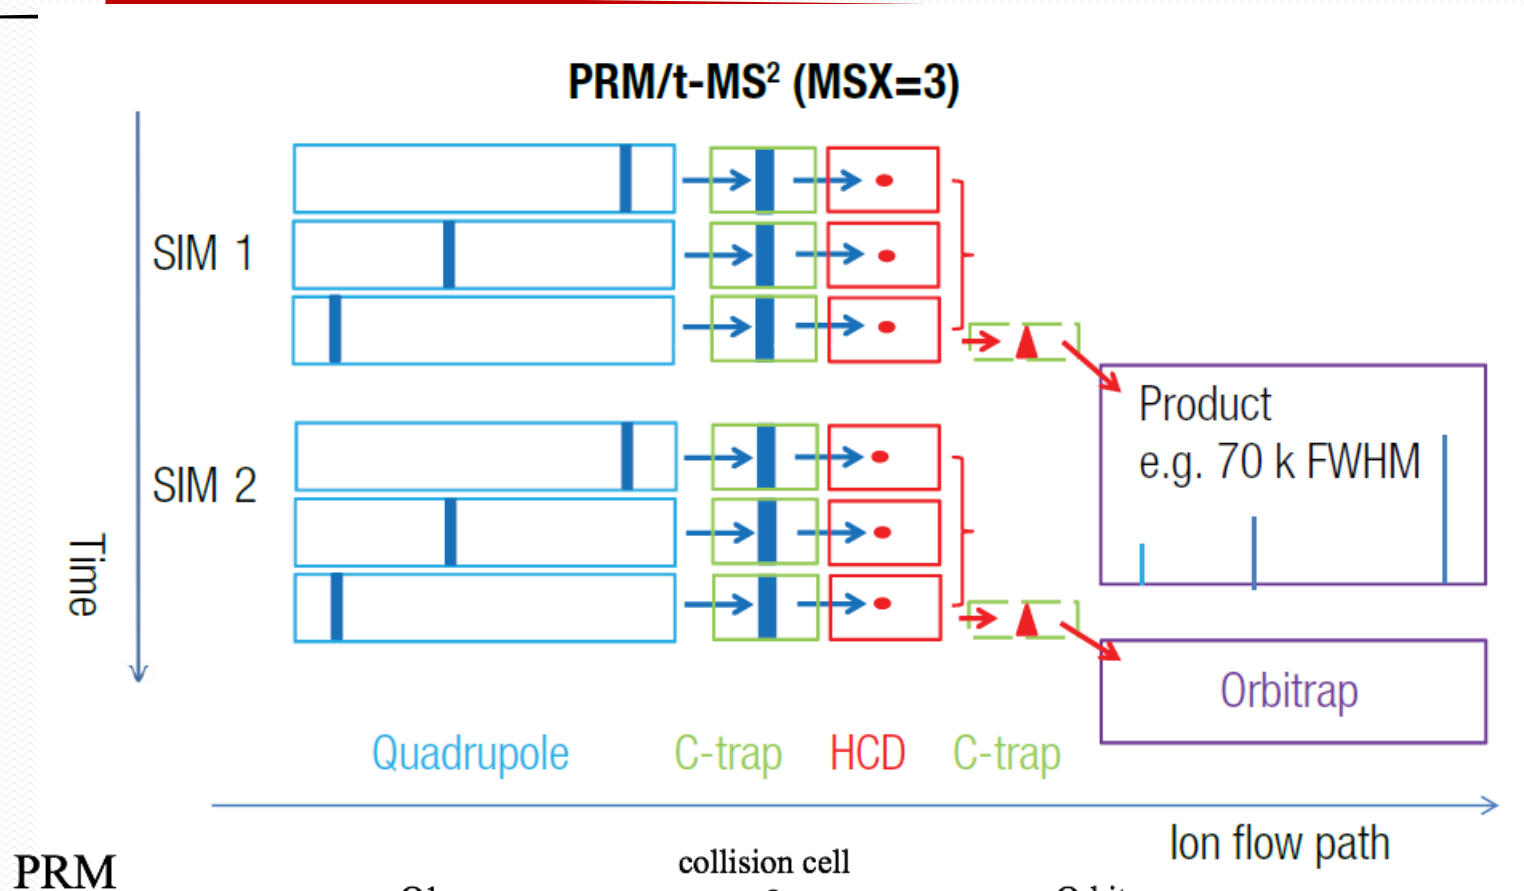 PRM/t-MS² (MSX=3)
SIM 1
Product
e.g. 70 k FWHM
SIM 2
Time
Orbitrap
Quadrupole C-trap HCD C-trap
Ion flow path
collision cell
PRM